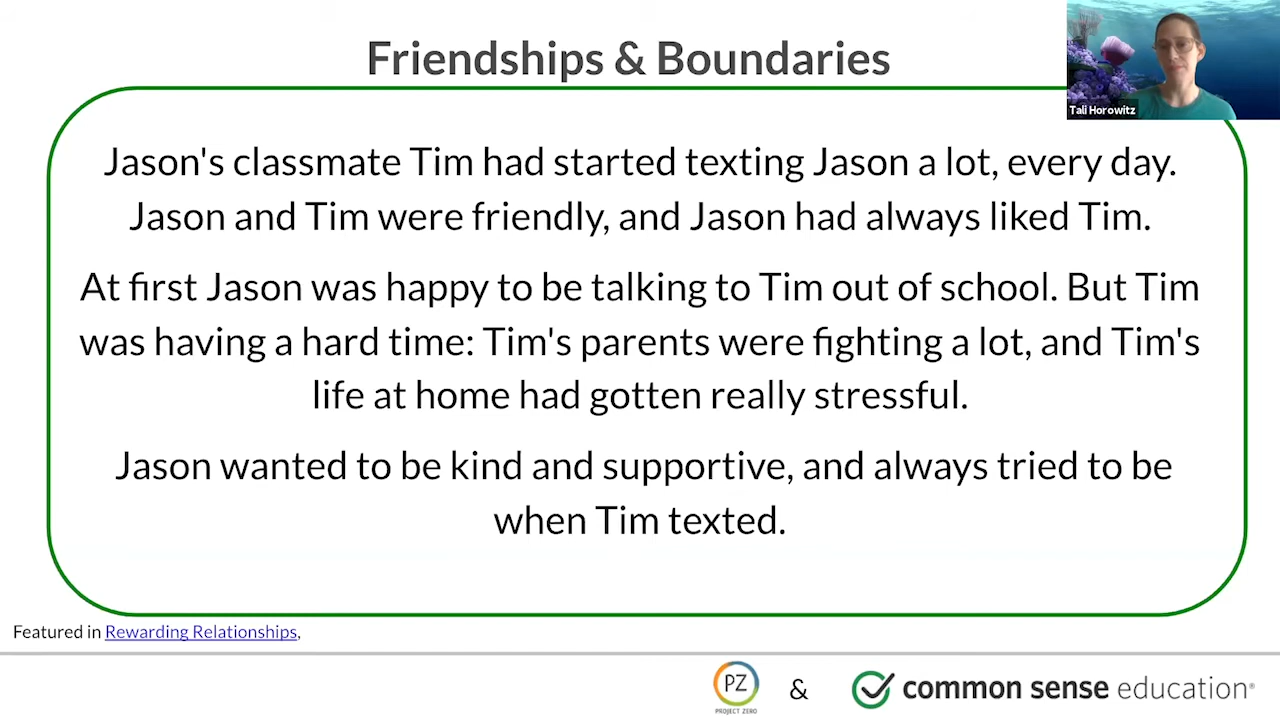 Friendships & Boundaries
Tali Horowitz
Jason's classmate Tim had started texting Jason a lot, every day.
Jason and Tim were friendly, and Jason had always liked Tim.
At first Jason was happy to be talking to Tim out of school. But Tim
was having a hard time: Tim's parents were fighting a lot, and Tim's
life at home had gotten really stressful.
Jason wanted to be kind and supportive, and always tried to be
when Tim texted.
Featured in Rewarding Relationships,
PZ
PROJECT ZERO
&
common sense education®